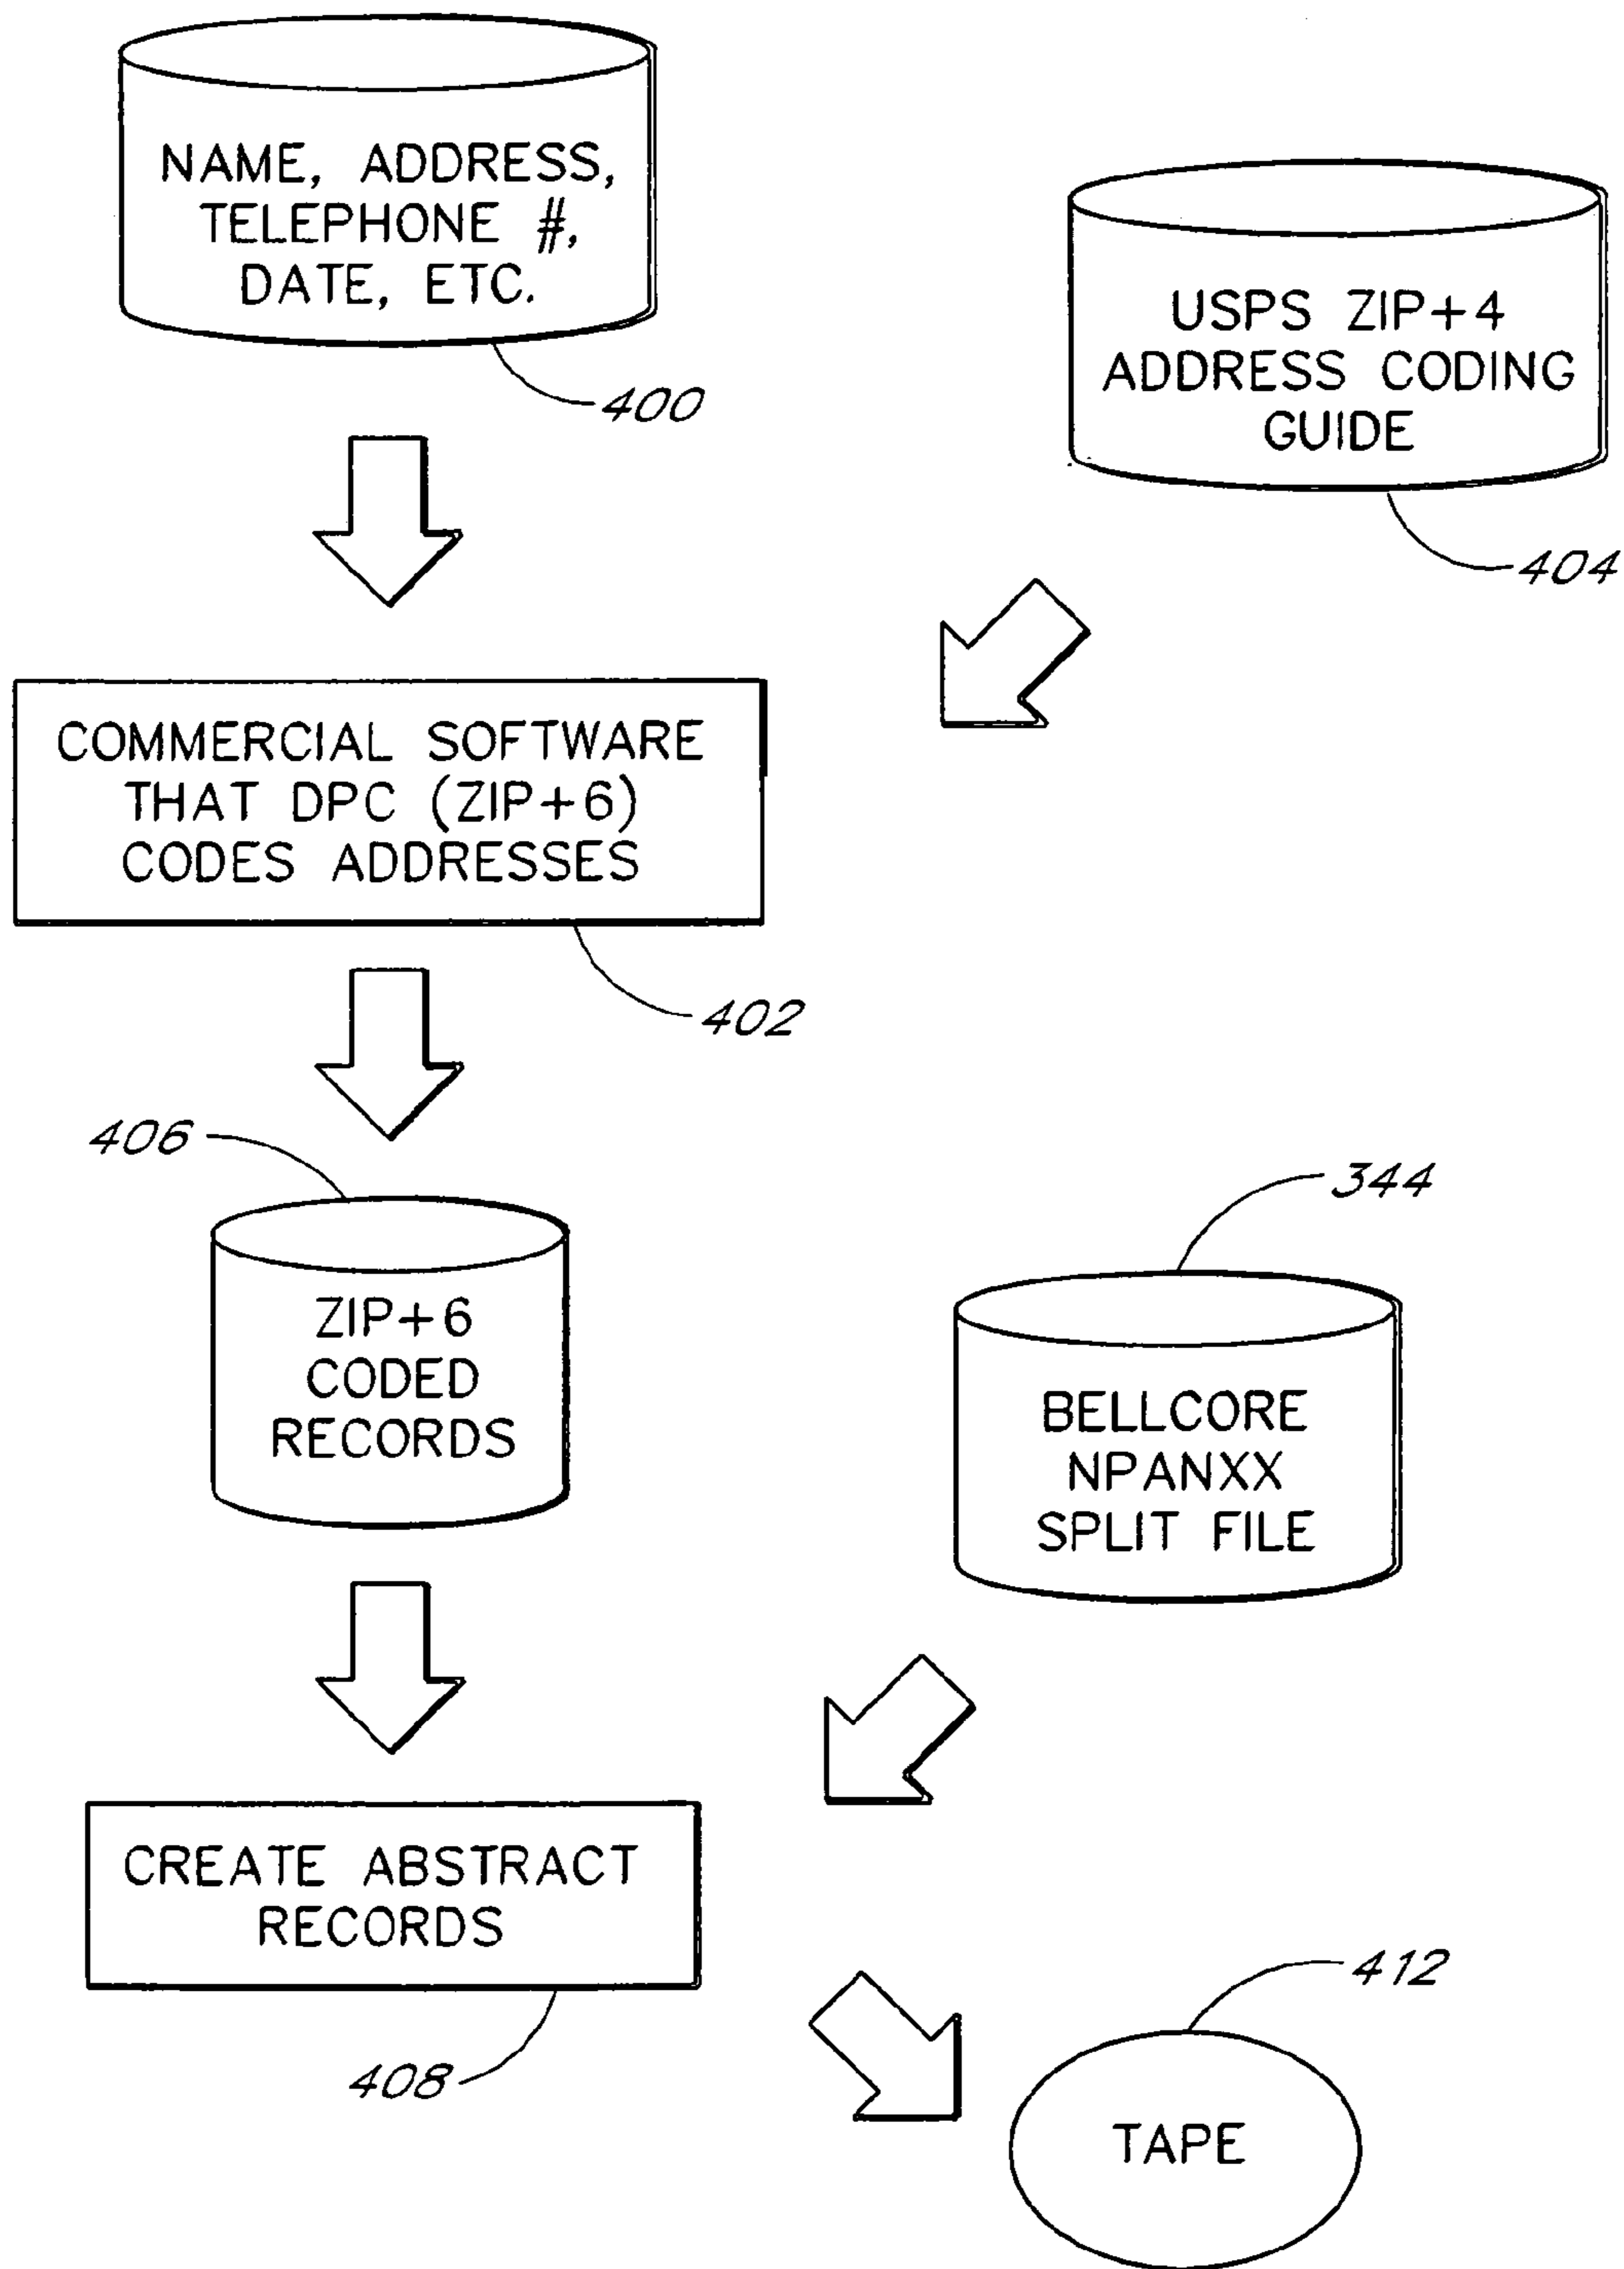 NAME, ADDRESS,
TELEPHONE #,
DATE, ETC.
400
USPS ZIP+4
ADDRESS CODING
GUIDE
404
COMMERCIAL SOFTWARE
THAT DPC (ZIP+6)
CODES ADDRESSES
402
406
ZIP+6
CODED
RECORDS
344
BELLCORE
NPANXX
SPLIT FILE
CREATE ABSTRACT
RECORDS
408
412
TAPE